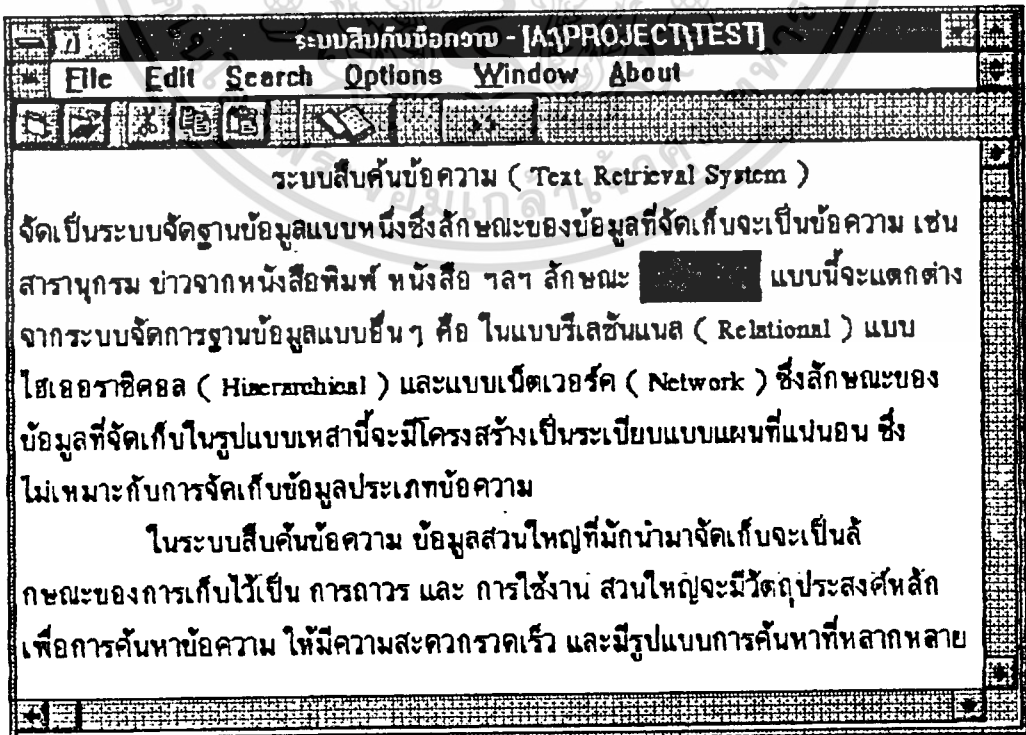 ระบบสืบค้นข้อความ - [A:\PROJECT\TEST]
File Edit Search Options Window About
ระบบสืบค้นข้อความ ( Text Retrieval System )
จัดเป็นระบบจัดฐานข้อมูลแบบหนึ่งซึ่งลักษณะของข้อมูลที่จัดเก็บจะเป็นข้อความ เช่น
สารานุกรม ข่าวจากหนังสือพิมพ์ หนังสือ ฯลฯ ลักษณะ แบบนี้จะแตกต่าง
จากระบบจัดการฐานข้อมูลแบบอื่น ๆ คือ ในแบบรีเลชันแนล ( Relational ) แบบ
ไฮเออราชิคอล ( Hiaerarchical ) และแบบเน็ตเวอร์ค ( Network ) ซึ่งลักษณะของ
ข้อมูลที่จัดเก็บในรูปแบบเหล่านี้จะมีโครงสร้างเป็นระเบียบแบบแผนที่แน่นอน ซึ่ง
ไม่เหมาะกับการจัดเก็บข้อมูลประเภทข้อความ
ในระบบสืบค้นข้อความ ข้อมูลส่วนใหญ่ที่มักนำมาจัดเก็บจะเป็นลั
กษณะของการเก็บไว้เป็น การถาวร และ การใช้งาน ส่วนใหญ่จะมีวัตถุประสงค์หลัก
เพื่อการค้นหาข้อความ ให้มีความสะดวกรวดเร็ว และมีรูปแบบการค้นหาที่หลากหลาย